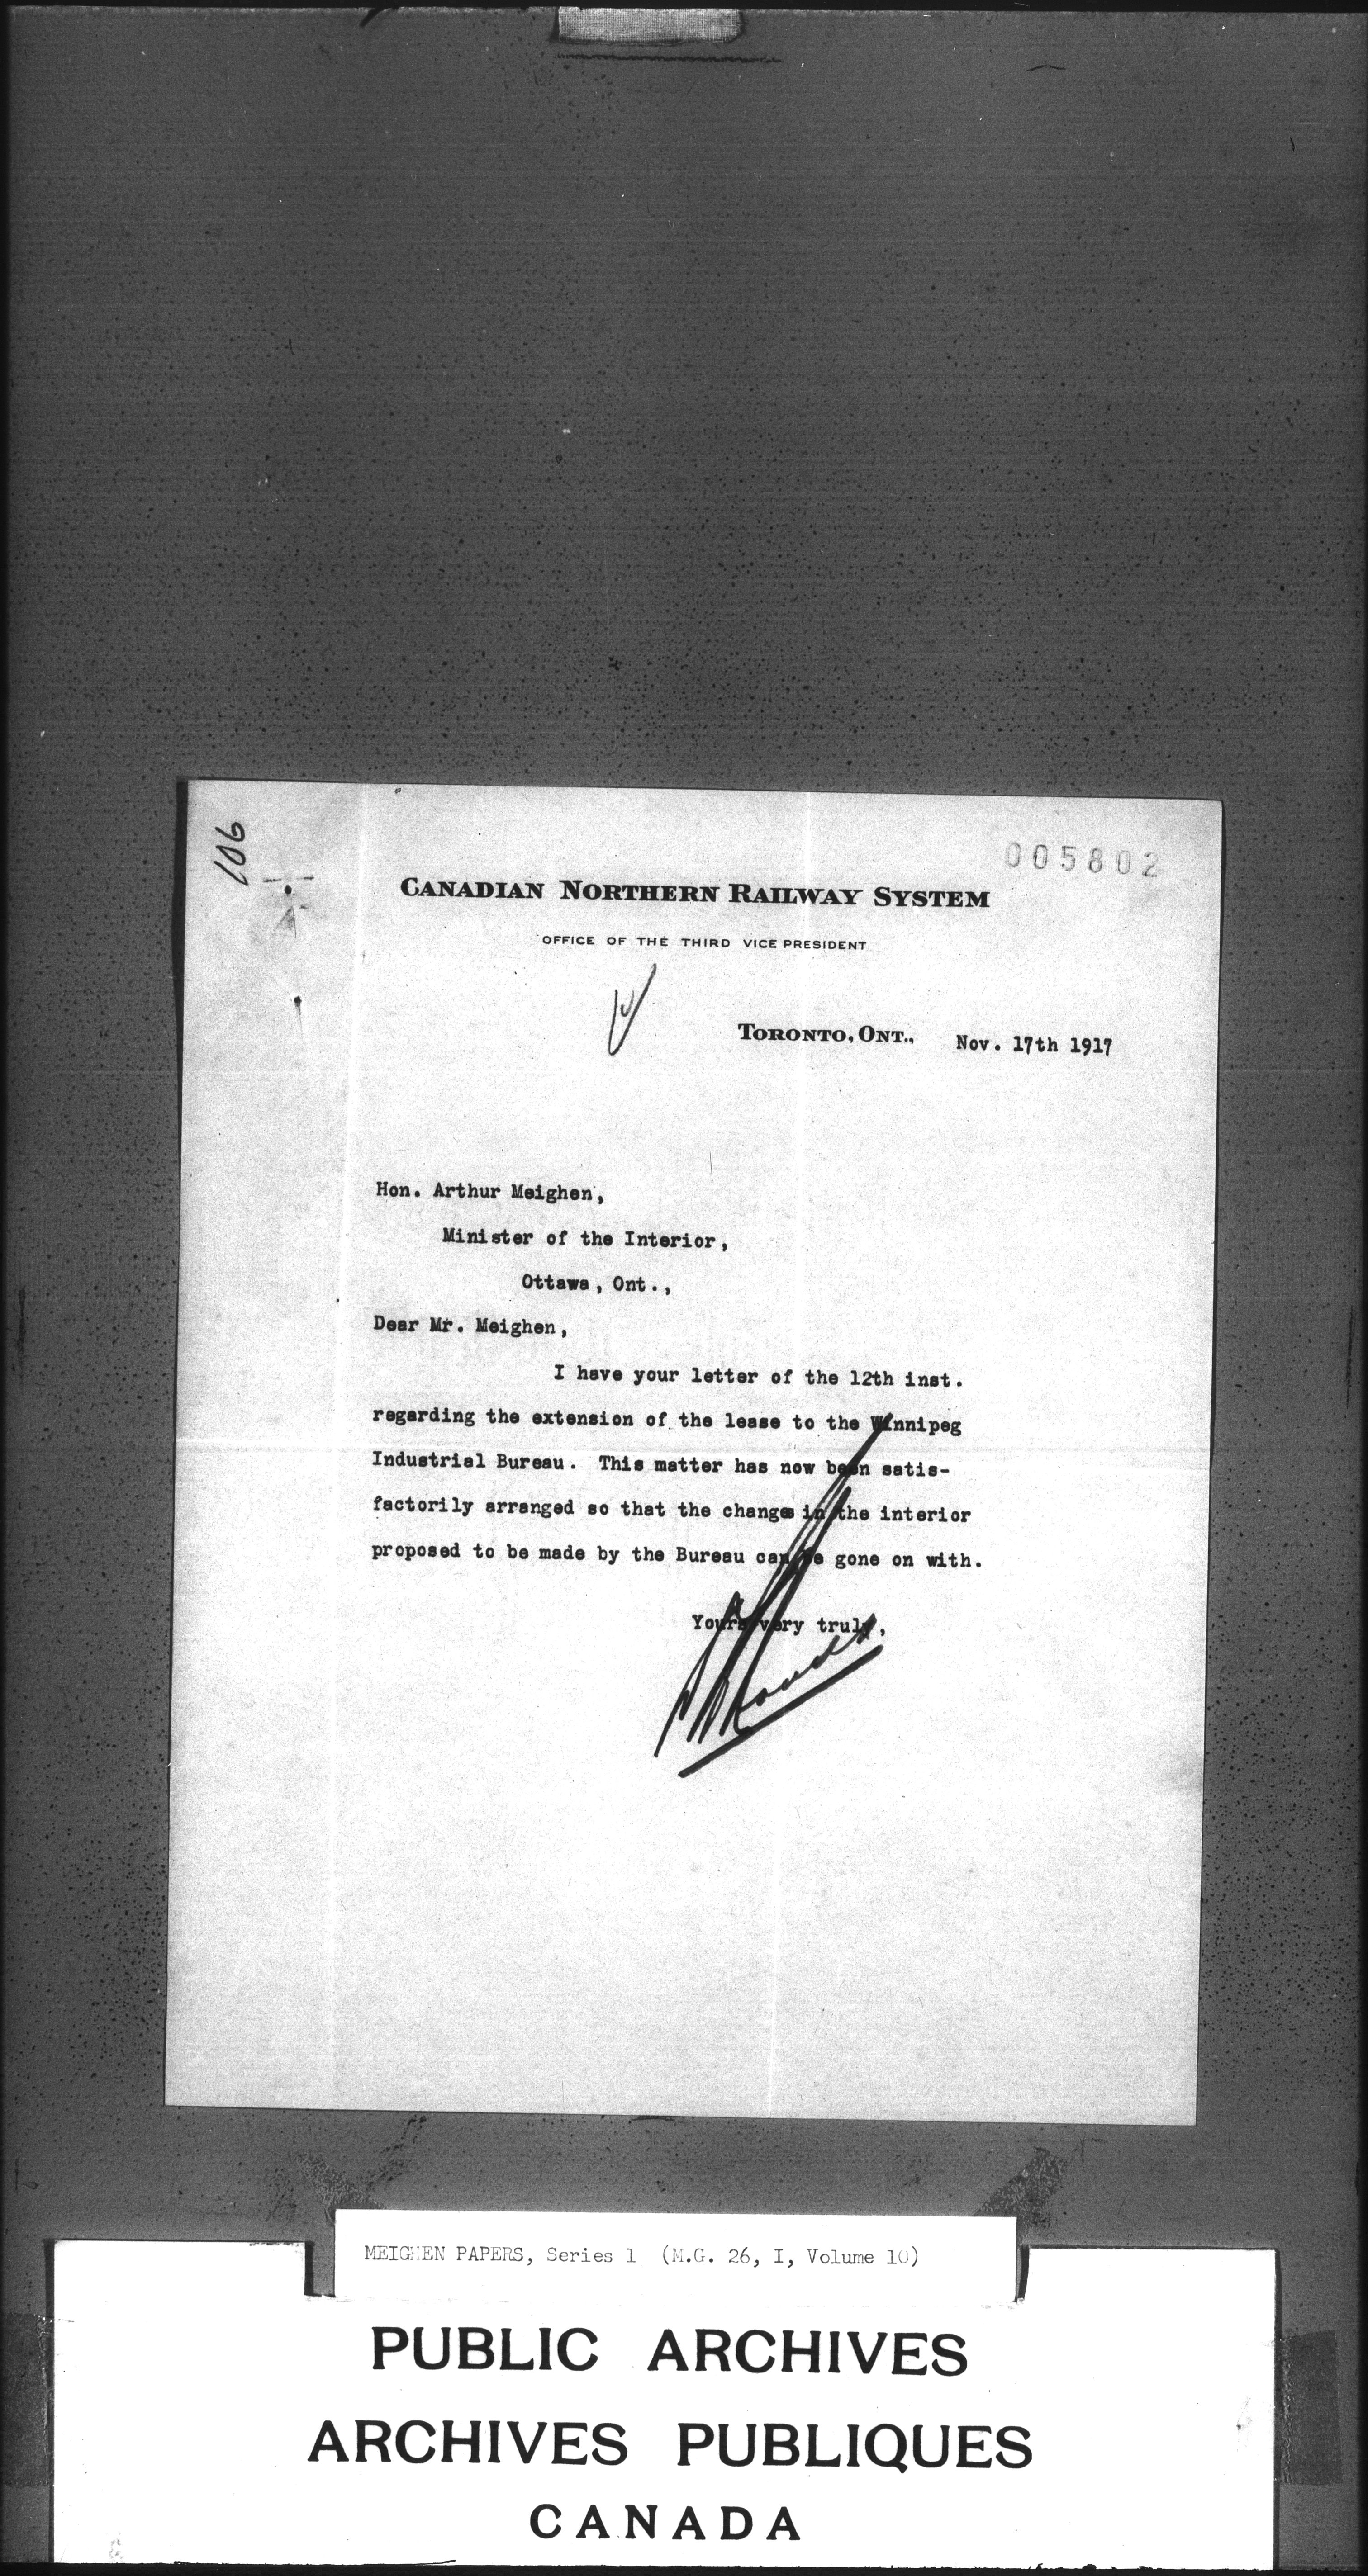 106
005802
CANADIAN NORTHERN RAILWAY SYSTEM
OFFICE OF THE THIRD VICE PRESIDENT
TORONTO, ONT., Nov. 17th 1917
Hon. Arthur Meighen,
Minister of the Interior,
Ottawa, Ont.,
Dear Mr. Meighen,
I have your letter of the 12th inst.
regarding the extension of the lease to the Winnipeg
Industrial Bureau. This matter has now been satis-
factorily arranged so that the changes in the interior
proposed to be made by the Bureau can be gone on with.
Yours very truly,
MEIGHEN PAPERS, Series 1 (M.G. 26, I, Volume 10)
PUBLIC ARCHIVES
ARCHIVES PUBLIQUES
CANADA